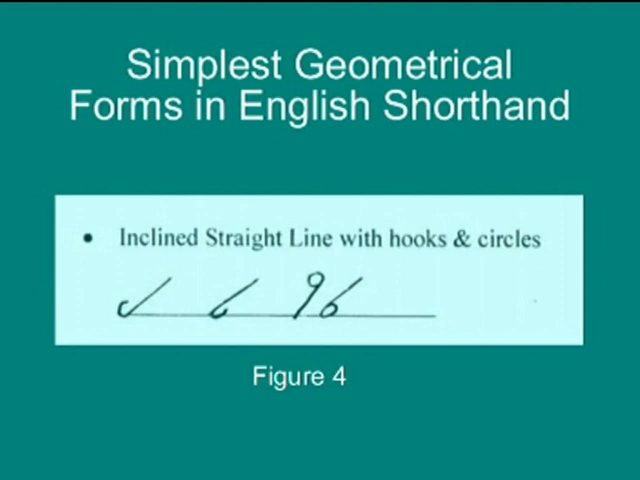 Simplest Geometrical
Forms in English Shorthand
• Inclined Straight Line with hooks & circles
Figure 4